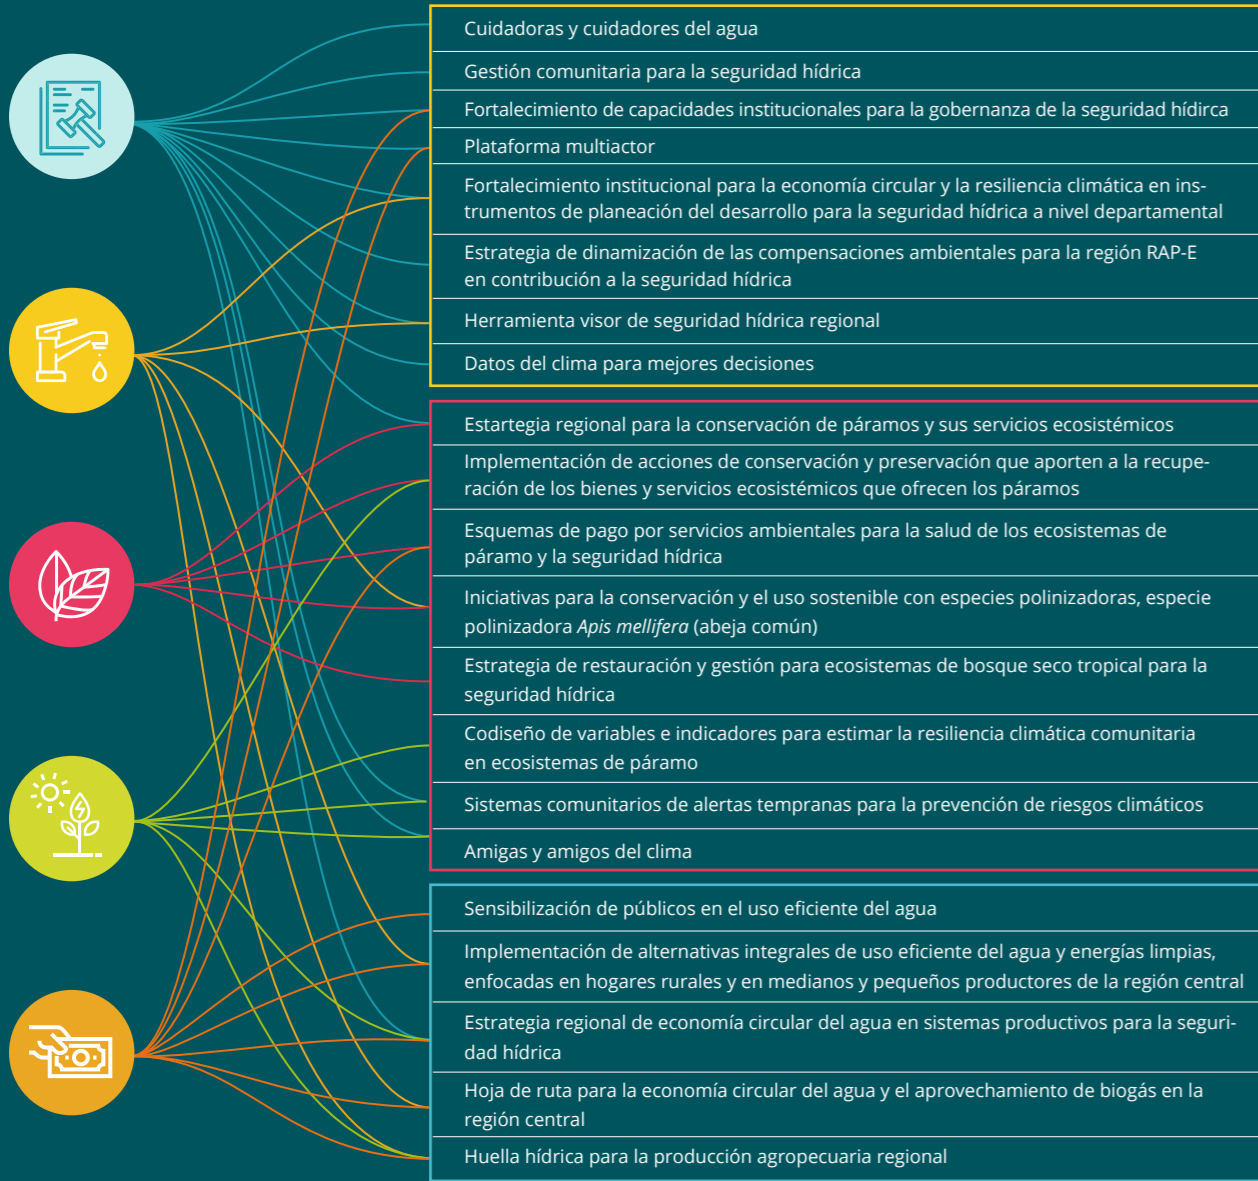 Cuidadoras y cuidadores del agua
Gestión comunitaria para la seguridad hídrica
Fortalecimiento de capacidades institucionales para la gobernanza de la seguridad hídirca
Plataforma multiactor
Fortalecimiento institucional para la economía circular y la resiliencia climática en ins-
trumentos de planeación del desarrollo para la seguridad hídrica a nivel departamental
Estrategia de dinamización de las compensaciones ambientales para la región RAP-E
en contribución a la seguridad hídrica
Herramienta visor de seguridad hídrica regional
Datos del clima para mejores decisiones
Estartegia regional para la conservación de páramos y sus servicios ecosistémicos
Implementación de acciones de conservación y preservación que aporten a la recupe-
ración de los bienes y servicios ecosistémicos que ofrecen los páramos
Esquemas de pago por servicios ambientales para la salud de los ecosistemas de
páramo y la seguridad hídrica
Iniciativas para la conservación y el uso sostenible con especies polinizadoras, especie
polinizadora Apis mellifera (abeja común)
Estrategia de restauración y gestión para ecosistemas de bosque seco tropical para la
seguridad hídrica
Codiseño de variables e indicadores para estimar la resiliencia climática comunitaria
en ecosistemas de páramo
Sistemas comunitarios de alertas tempranas para la prevención de riesgos climáticos
Amigas y amigos del clima
Sensibilización de públicos en el uso eficiente del agua
Implementación de alternativas integrales de uso eficiente del agua y energías limpias,
enfocadas en hogares rurales y en medianos y pequeños productores de la región central
Estrategia regional de economía circular del agua en sistemas productivos para la seguri-
dad hídrica
Hoja de ruta para la economía circular del agua y el aprovechamiento de biogás en la
región central
Huella hídrica para la producción agropecuaria regional